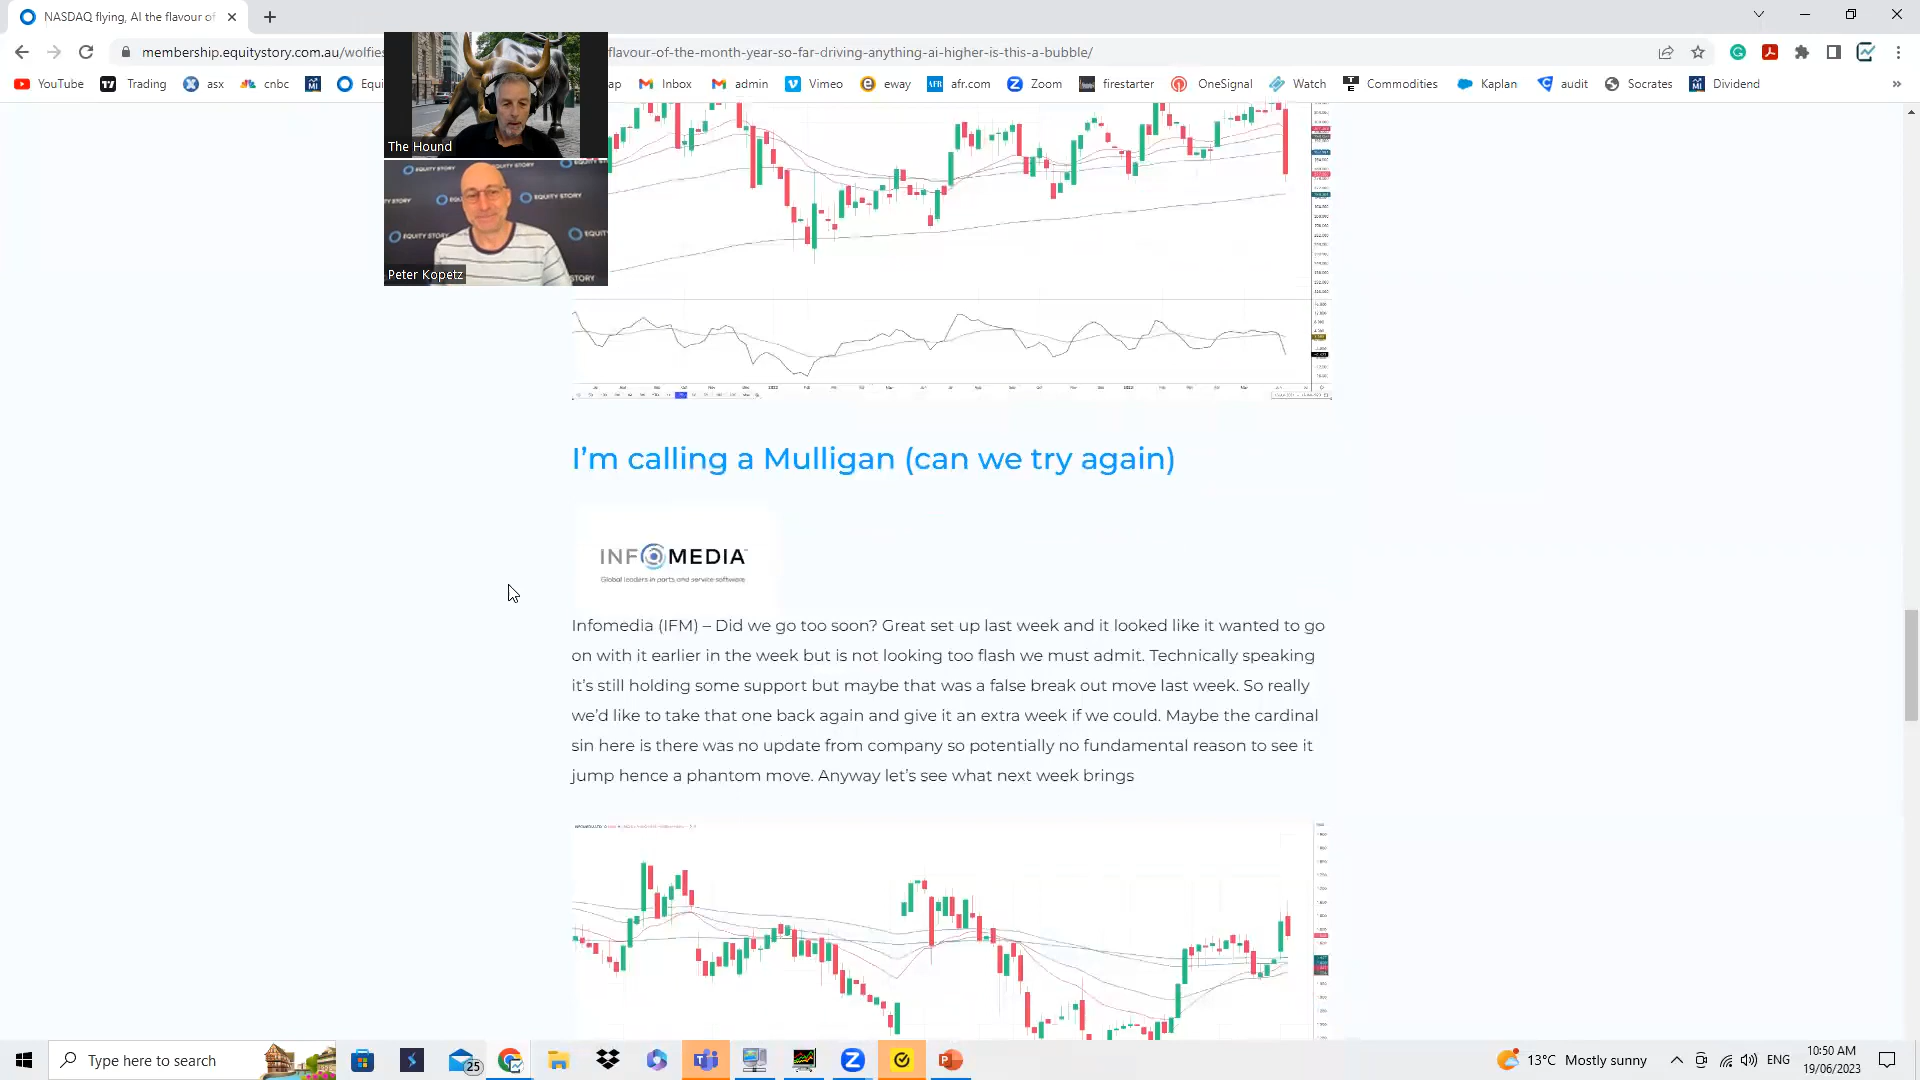 NASDAQ flying, AI the flavour of
membership.equitystory.com.au/wolfies
flavour-of-the-month-year-so-far-driving-anything-ai-higher-is-this-a-bubble/
YouTube
Trading
asx
cnbc
Equi
ap
Inbox
admin
Vimeo
eway
AFR
afr.com
Zoom
firestarter
OneSignal
Watch
Commodities
Kaplan
audit
Socrates
Dividend
»
The Hound
EQUITY STORY
EQUITY STORY
Peter Kopetz
I'm calling a Mulligan (can we try again)
INFOMEDIA
Global leaders in parts and service software
Infomedia (IFM) – Did we go too soon? Great set up last week and it looked like it wanted to go
on with it earlier in the week but is not looking too flash we must admit. Technically speaking
it's still holding some support but maybe that was a false break out move last week. So really
we'd like to take that one back again and give it an extra week if we could. Maybe the cardinal
sin here is there was no update from company so potentially no fundamental reason to see it
jump hence a phantom move. Anyway let's see what next week brings
Type here to search
25
13°C Mostly sunny
ENG
10:50 AM
19/06/2023